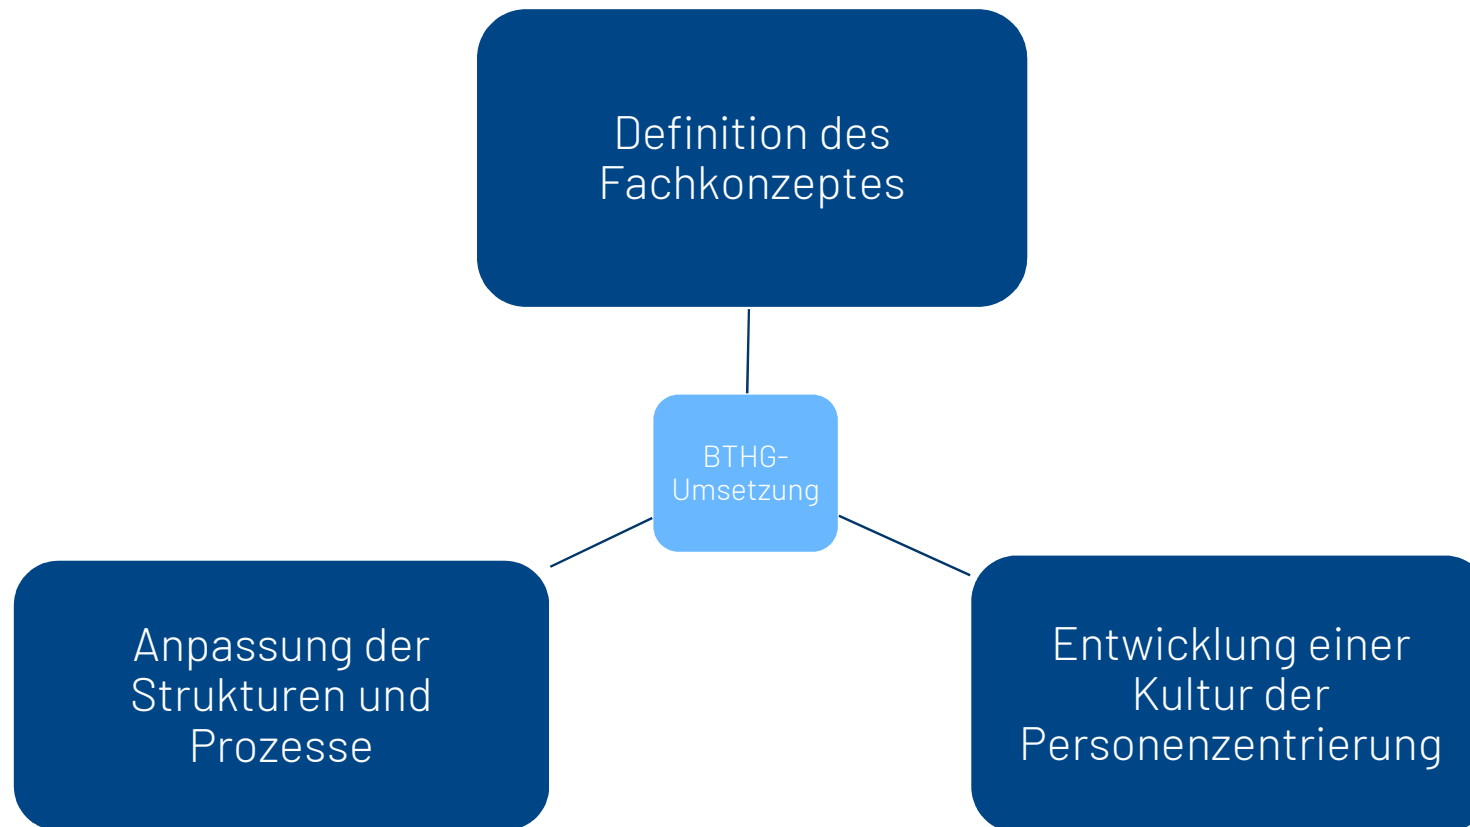 Definition des
Fachkonzeptes
BTHG-
Umsetzung
Anpassung der
Strukturen und
Prozesse
Entwicklung einer
Kultur der
Personenzentrierung